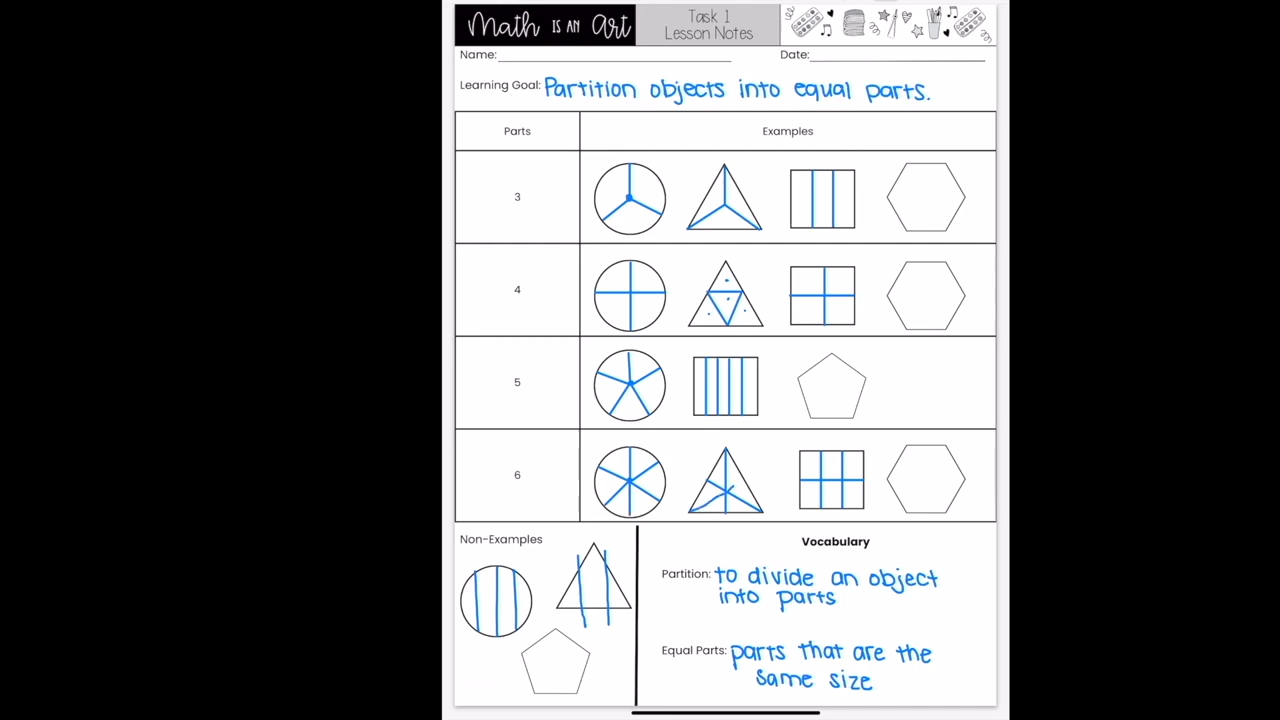 Math IS AN Art
Task 1
Lesson Notes
Name:
Date:
Learning Goal: Partition objects into equal parts.
Parts
Examples
3
4
5
6
Non-Examples
Vocabulary
Partition: to divide an object
into parts
Equal Parts: parts that are the
same size